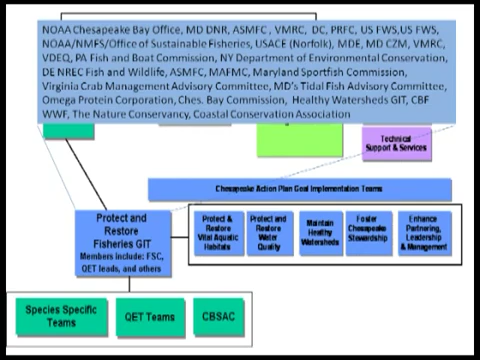 NOAA Chesapeake Bay Office, MD DNR, ASMFC , VMRC, DC, PRFC, US FWS,US FWS,
NOAA/NMFS/Office of Sustainable Fisheries, USACE (Norfolk), MDE, MD CZM, VMRC,
VDEQ, PA Fish and Boat Commission, NY Department of Environmental Conservation,
DE NREC Fish and Wildlife, ASMFC, MAFMC, Maryland Sportfish Commission,
Virginia Crab Management Advisory Committee, MD's Tidal Fish Advisory Committee,
Omega Protein Corporation, Ches. Bay Commission, Healthy Watersheds GIT, CBF
WWF, The Nature Conservancy, Coastal Conservation Association
Technical
Support & Services
Chesapeake Action Plan Goal Implementation Teams
Protect and
Restore
Fisheries GIT
Members include: FSC,
QET leads, and others
Protect &
Restore
Vital Aquatic
Habitats
Protect and
Restore
Water
Quality
Maintain
Healthy
Watersheds
Foster
Chesapeake
Stewardship
Enhance
Partnering,
Leadership
& Management
Species Specific
Teams
QET Teams
CBSAC